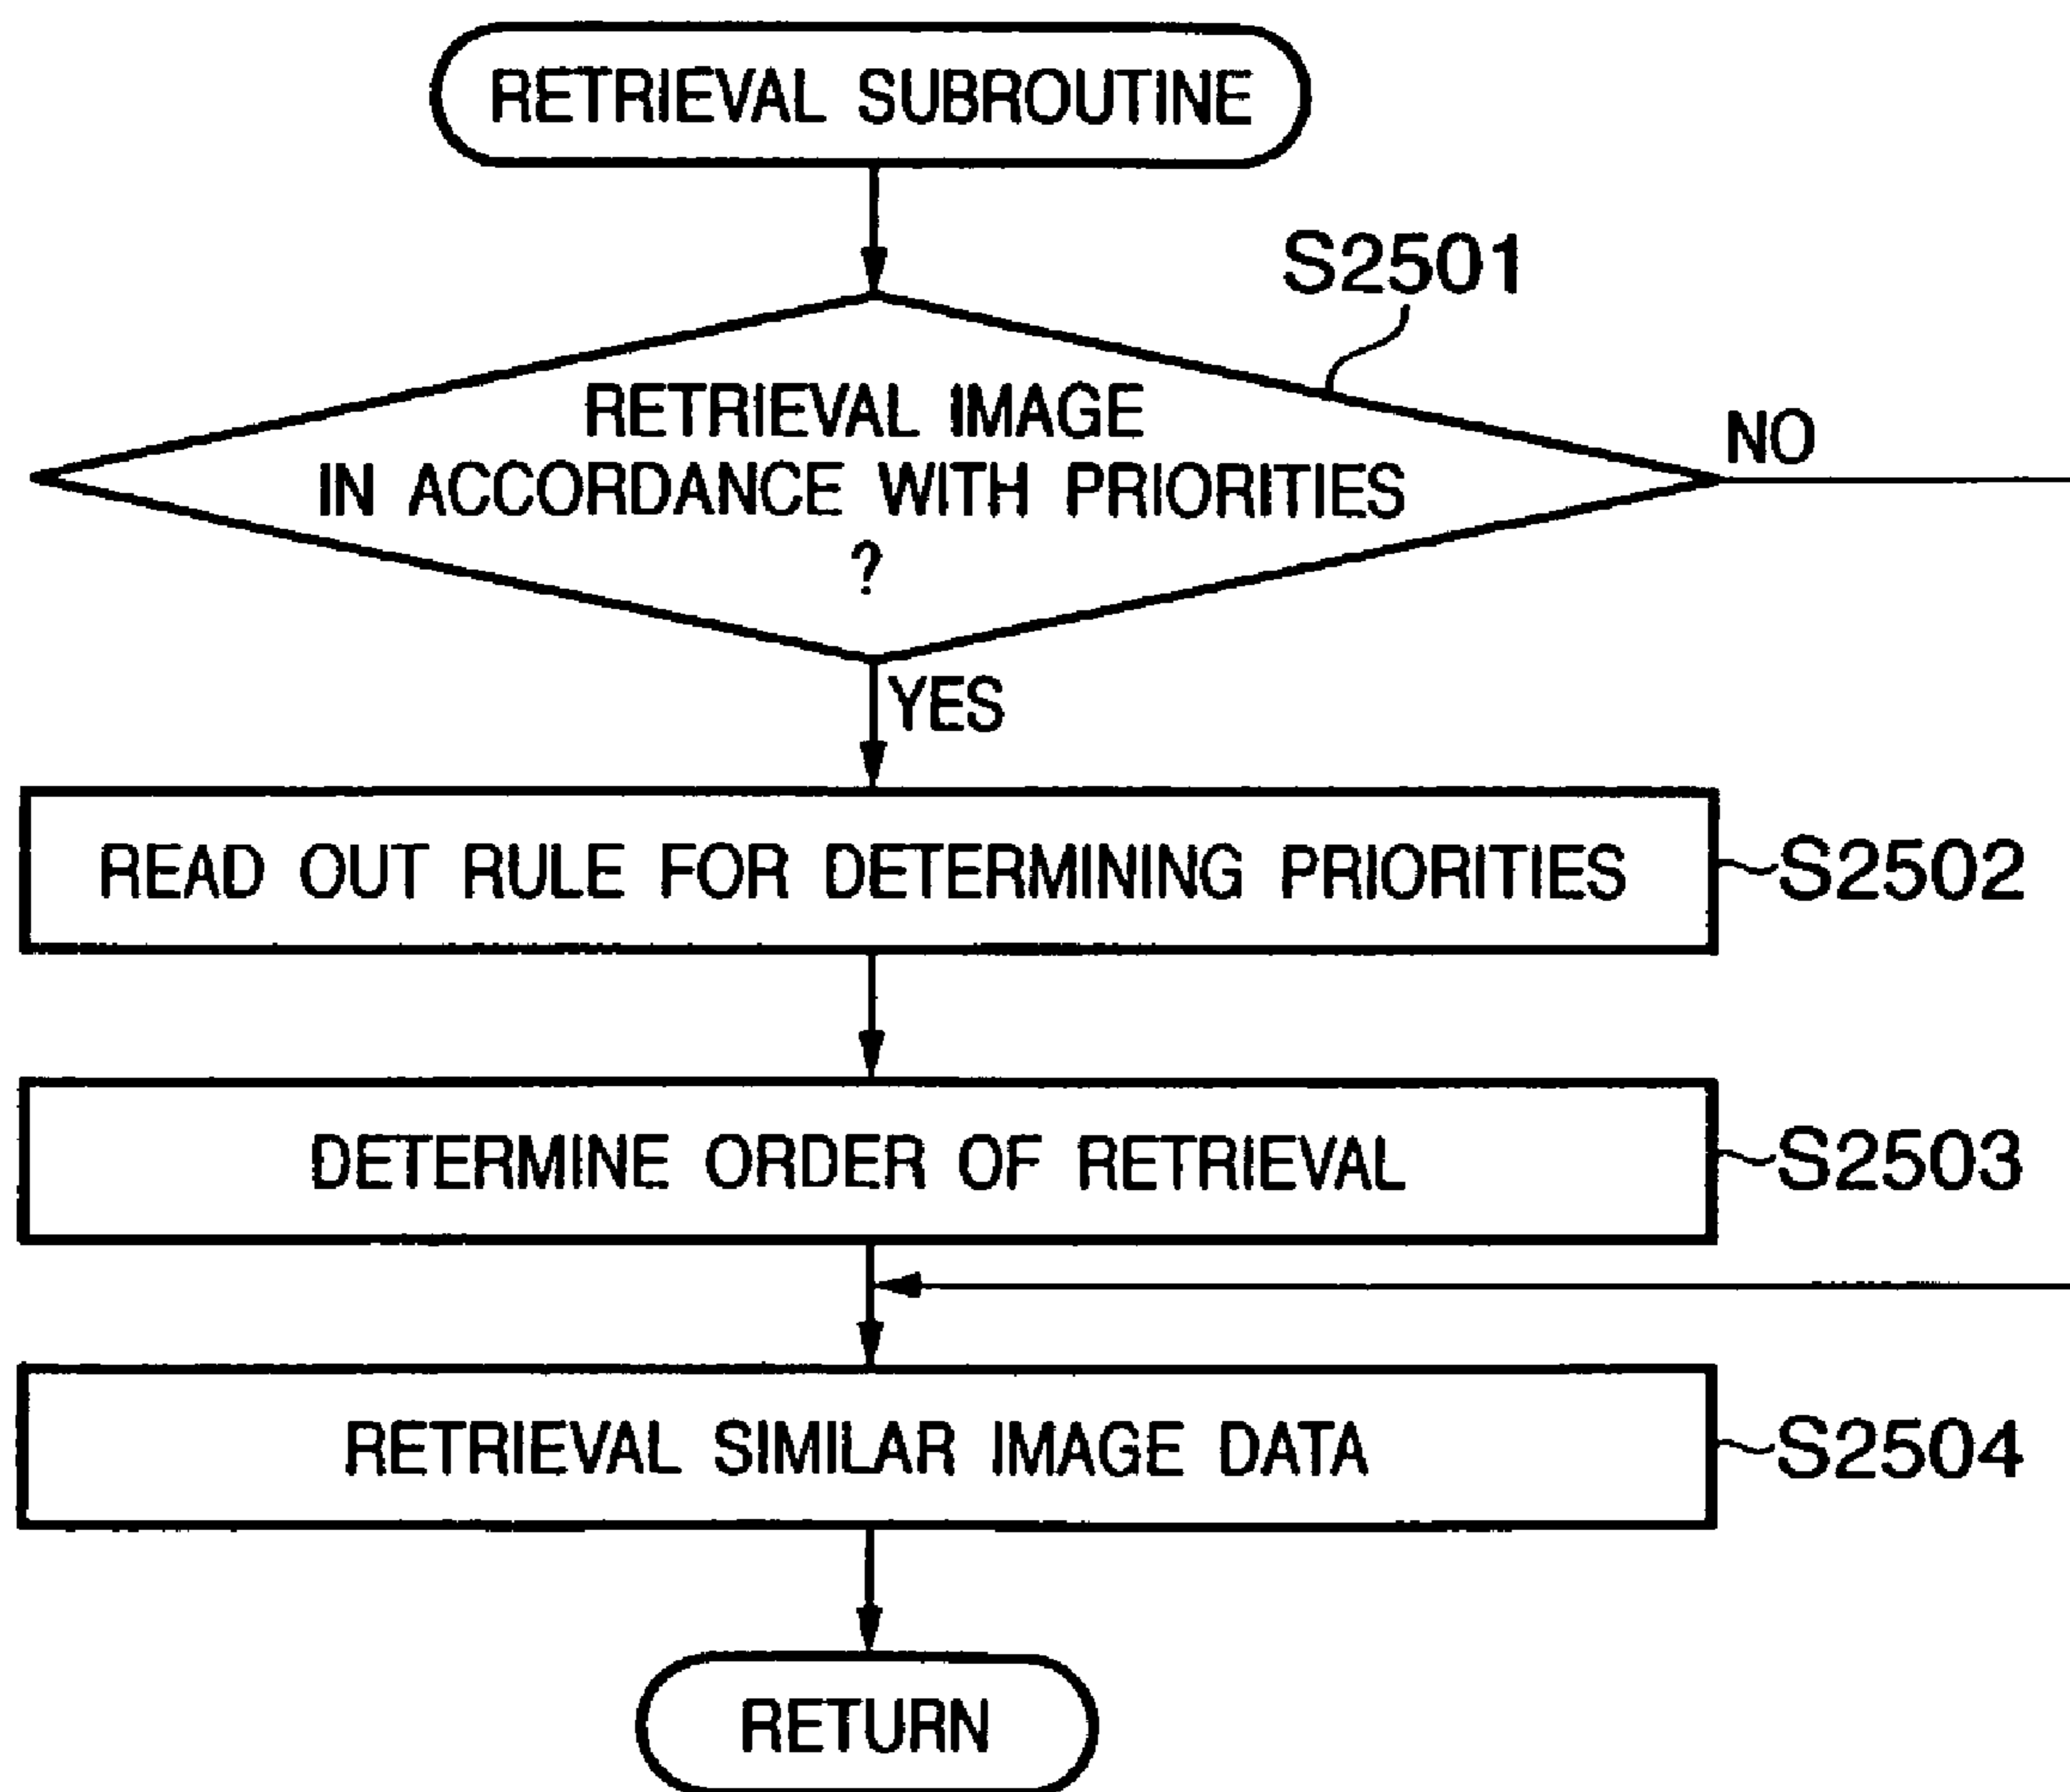 RETRIEVAL SUBROUTINE
S2501
RETRIEVAL IMAGE
IN ACCORDANCE WITH PRIORITIES
?
NO
YES
READ OUT RULE FOR DETERMINING PRIORITIES
S2502
DETERMINE ORDER OF RETRIEVAL
S2503
RETRIEVAL SIMILAR IMAGE DATA
S2504
RETURN